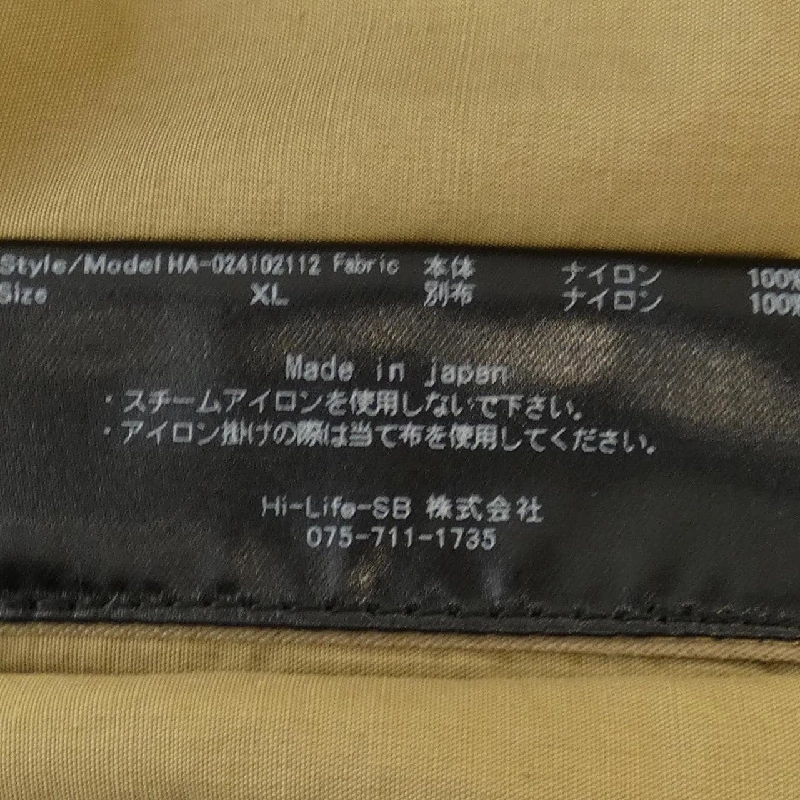 Style/Model HA-024102112 Fabric 本体 ナイロン 100%
Size XL 別布 ナイロン 100%
Made in japan
・スチームアイロンを使用しないで下さい。
・アイロン掛けの際は当て布を使用してください。
Hi-Life-SB 株式会社
075-711-1735